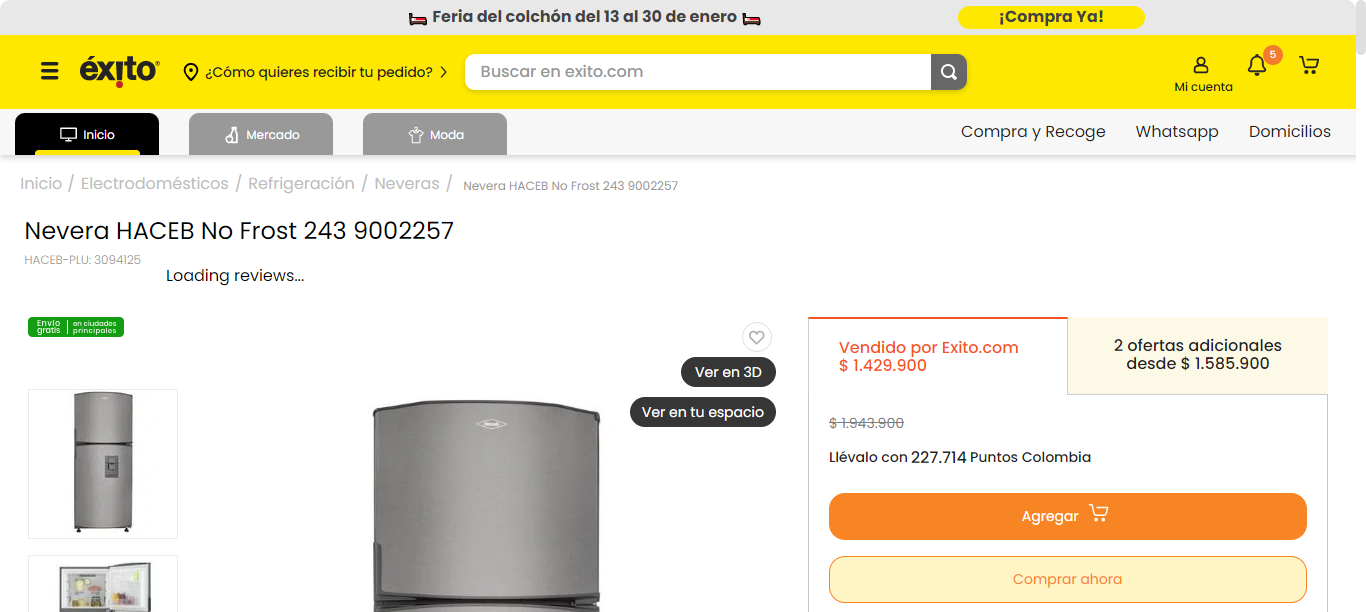 Feria del colchón del 13 al 30 de enero
¡Compra Ya!
éxito
¿Cómo quieres recibir tu pedido?
Buscar en exito.com
Mi cuenta
5
Inicio
Mercado
Moda
Compra y Recoge
Whatsapp
Domicilios
Inicio / Electrodomésticos / Refrigeración / Neveras / Nevera HACEB No Frost 243 9002257
Nevera HACEB No Frost 243 9002257
HACEB-PLU: 3094125
Loading reviews...
Envío gratis | en ciudades principales
Ver en 3D
Ver en tu espacio
Vendido por Exito.com
$ 1.429.900
2 ofertas adicionales
desde $ 1.585.900
$ 1.943.900
Llévalo con 227.714 Puntos Colombia
Agregar
Comprar ahora